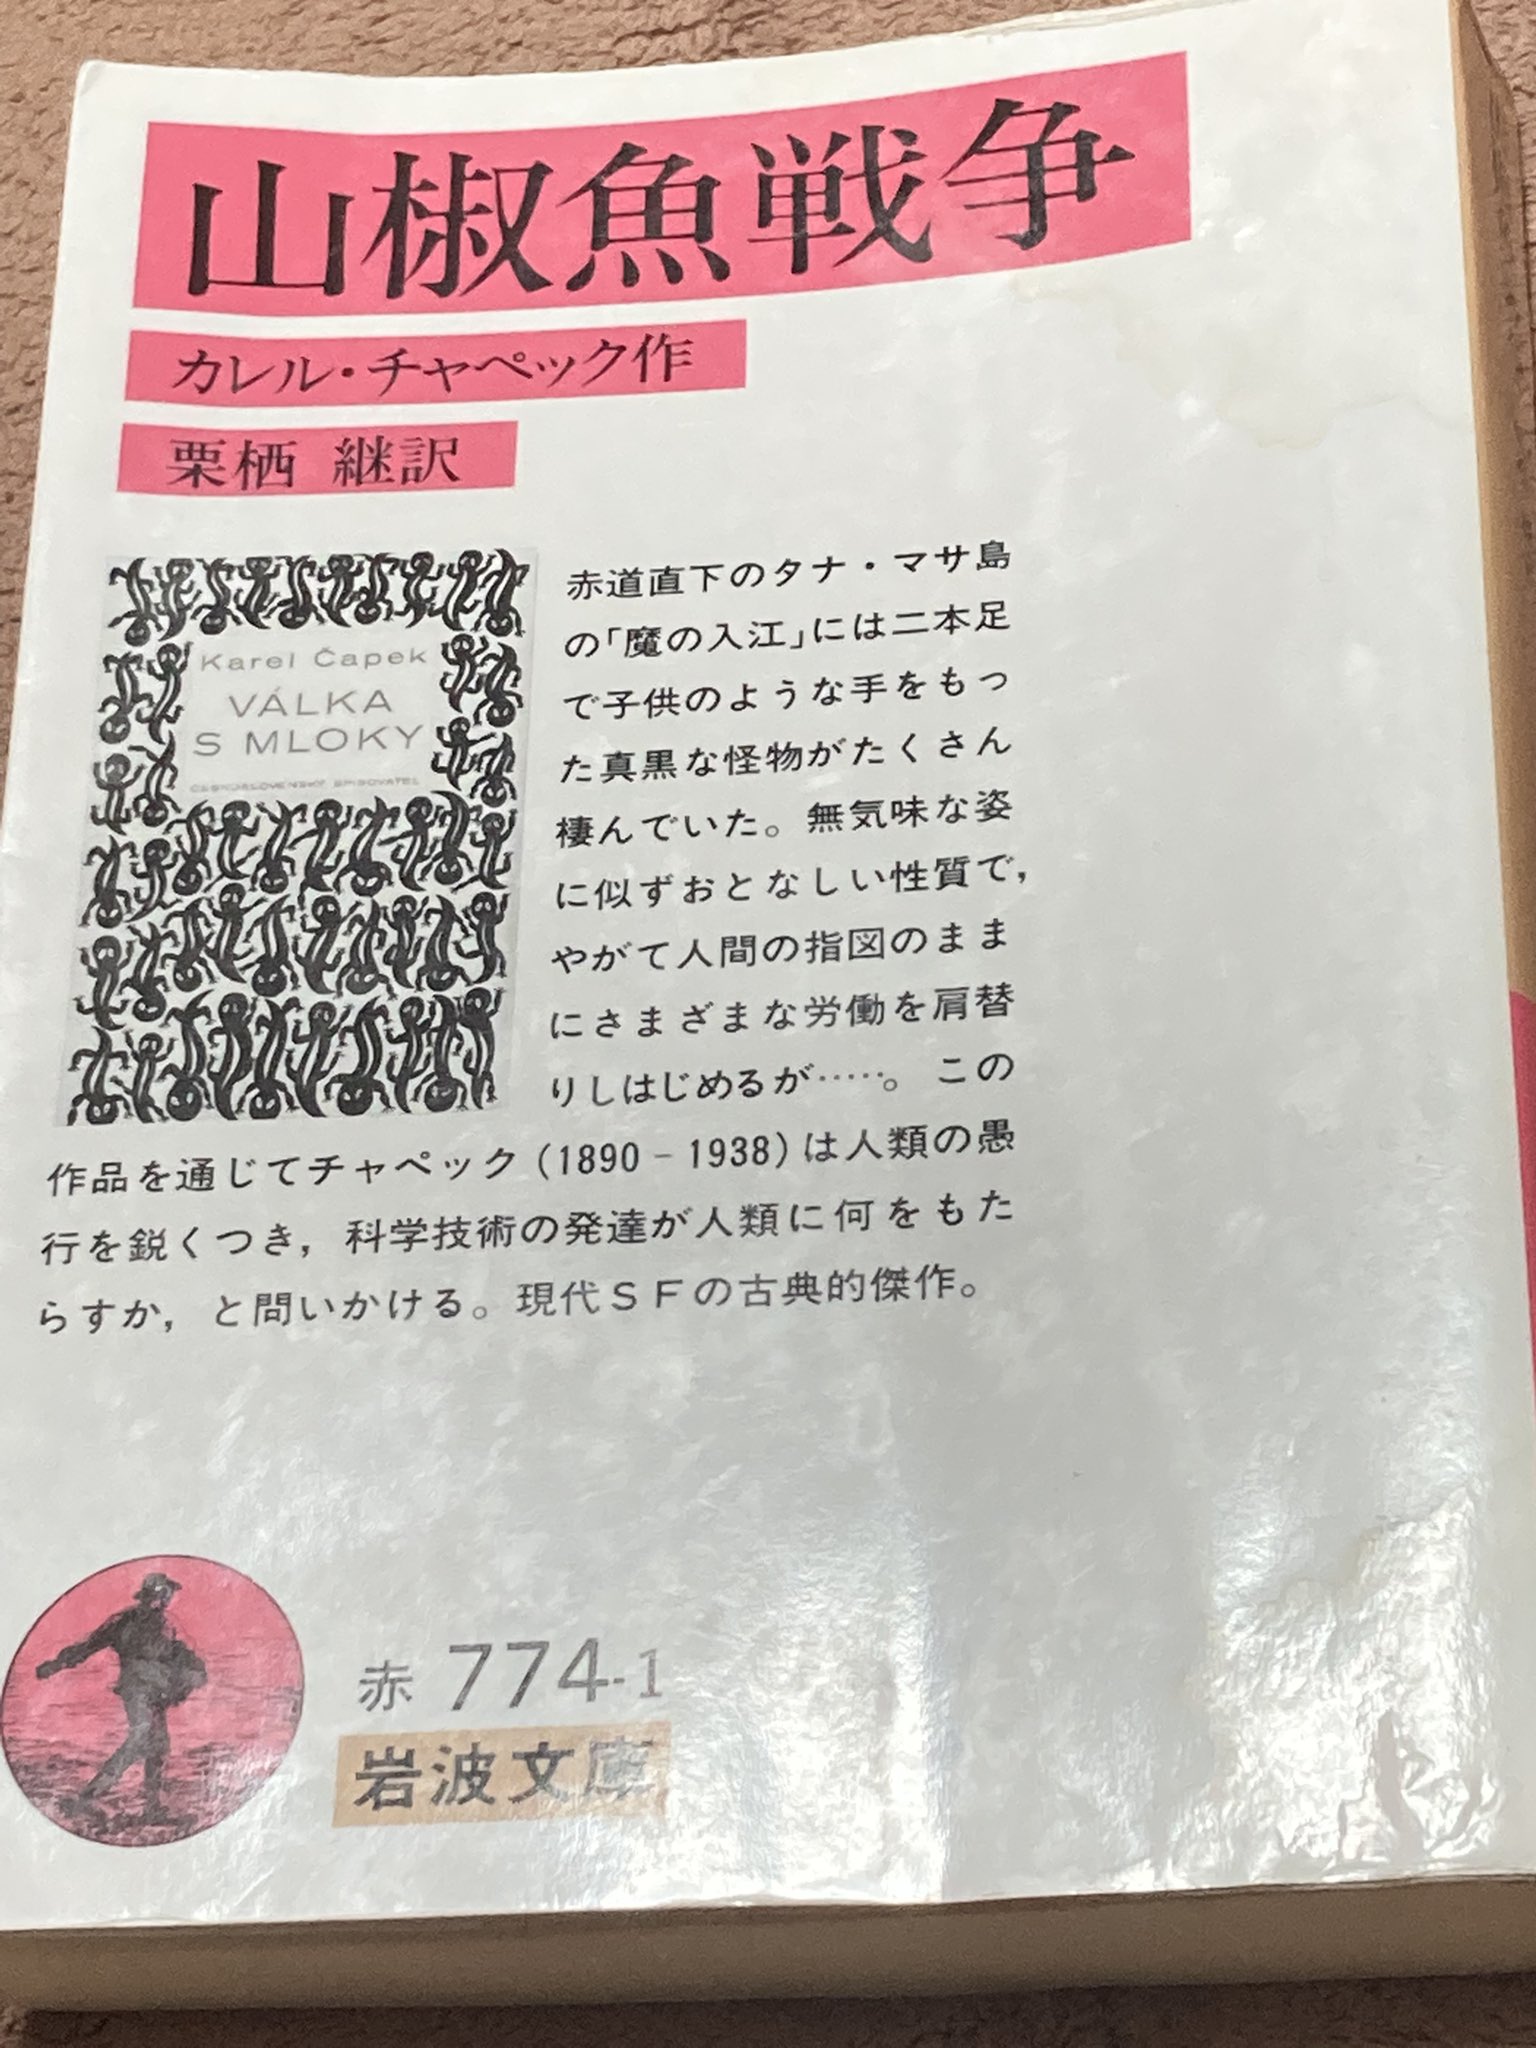 山椒魚戦争
カレル・チャペック作
栗栖 継訳
Karel Čapek
VÁLKA
S MLOKY
ČESKOSLOVENSKÝ SPISOVATEL
赤道直下のタナ・マサ島
の「魔の入江」には二本足
で子供のような手をもっ
た真黒な怪物がたくさん
棲んでいた。無気味な姿
に似ずおとなしい性質で，
やがて人間の指図のまま
にさまざまな労働を肩替
りしはじめるが……。この
作品を通じてチャペック(1890－1938)は人類の愚
行を鋭くつき，科学技術の発達が人類に何をもた
らすか，と問いかける。現代SFの古典的傑作。
赤 774-1
岩波文庫